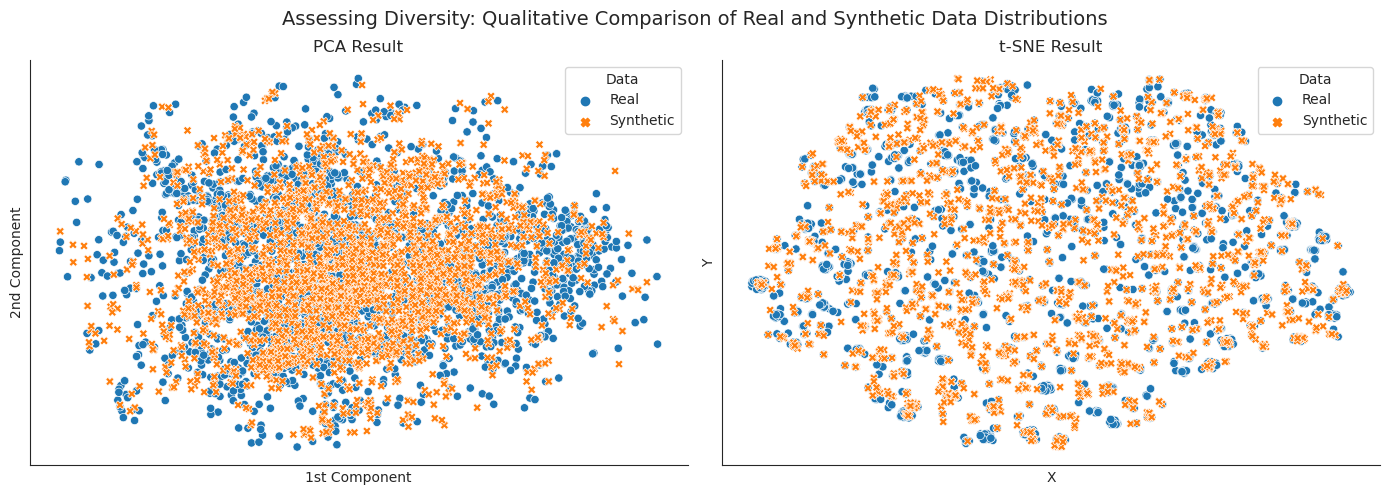 Assessing Diversity: Qualitative Comparison of Real and Synthetic Data Distributions
PCA Result
Data
Real
Synthetic
2nd Component
1st Component
t-SNE Result
Data
Real
Synthetic
Y
X